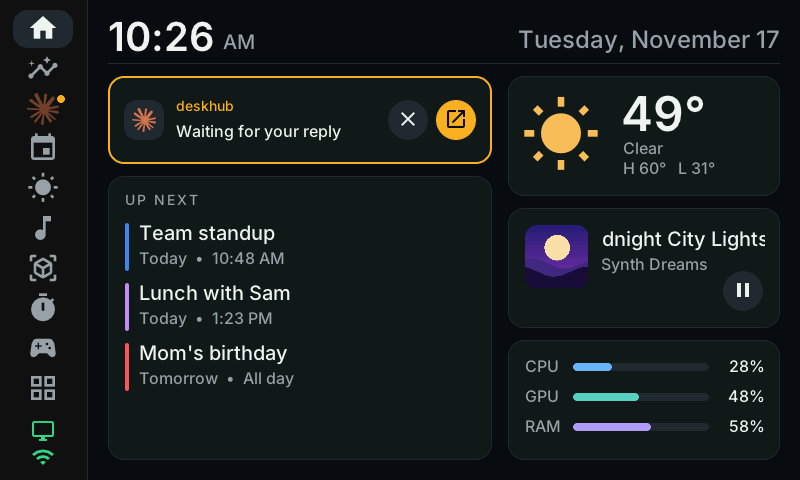 10:26 AM
Tuesday, November 17
deskhub
Waiting for your reply
49°
Clear
H 60° L 31°
UP NEXT
Team standup
Today • 10:48 AM
Lunch with Sam
Today • 1:23 PM
Mom's birthday
Tomorrow • All day
dnight City Lights
Synth Dreams
CPU 28%
GPU 48%
RAM 58%